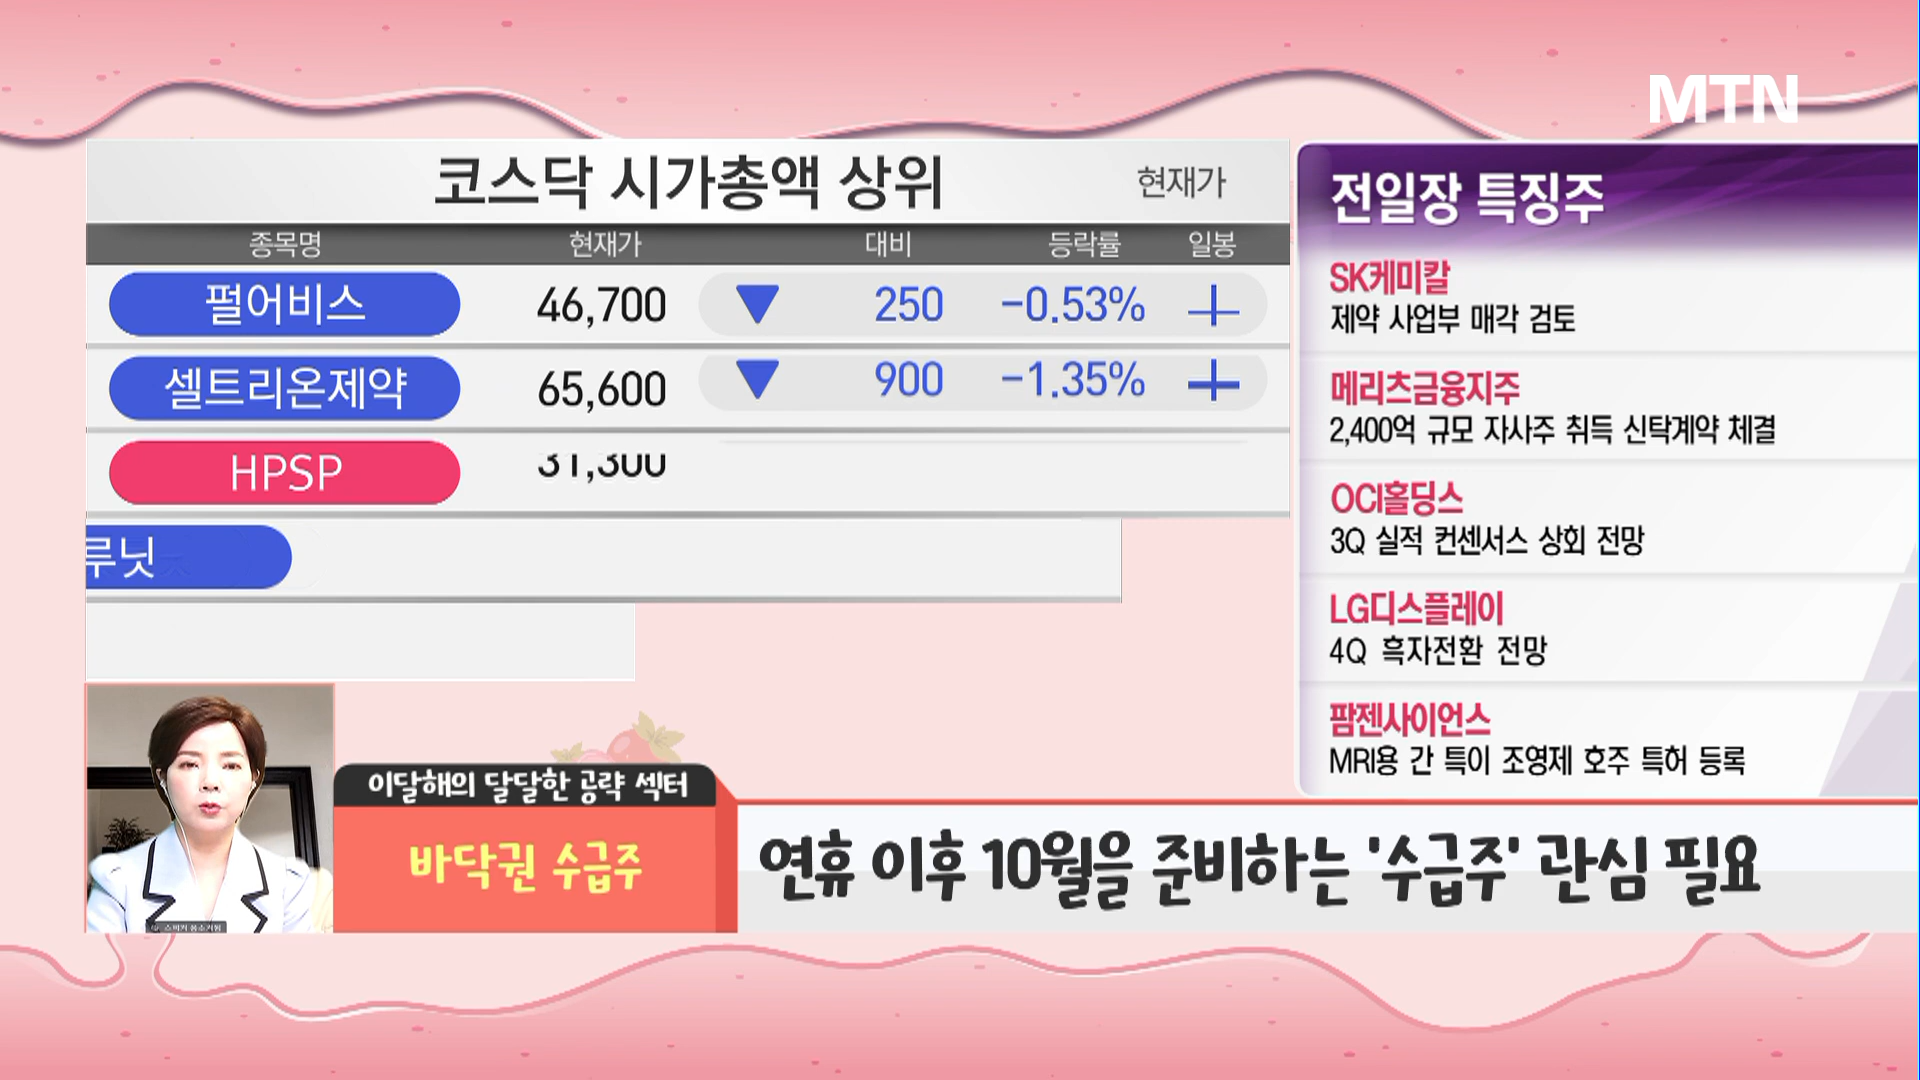 MTN
코스닥 시가총액 상위
현재가
종목명 현재가 대비 등락률 일봉
펄어비스 46,700 ▼ 250 -0.53%
셀트리온제약 65,600 ▼ 900 -1.35%
HPSP 31,300
루닛
전일장 특징주
SK케미칼
제약 사업부 매각 검토
메리츠금융지주
2,400억 규모 자사주 취득 신탁계약 체결
OCI홀딩스
3Q 실적 컨센서스 상회 전망
LG디스플레이
4Q 흑자전환 전망
팜젠사이언스
MRI용 간 특이 조영제 호주 특허 등록
이달해의 달달한 공략 섹터
바닥권 수급주
연휴 이후 10월을 준비하는 '수급주' 관심 필요